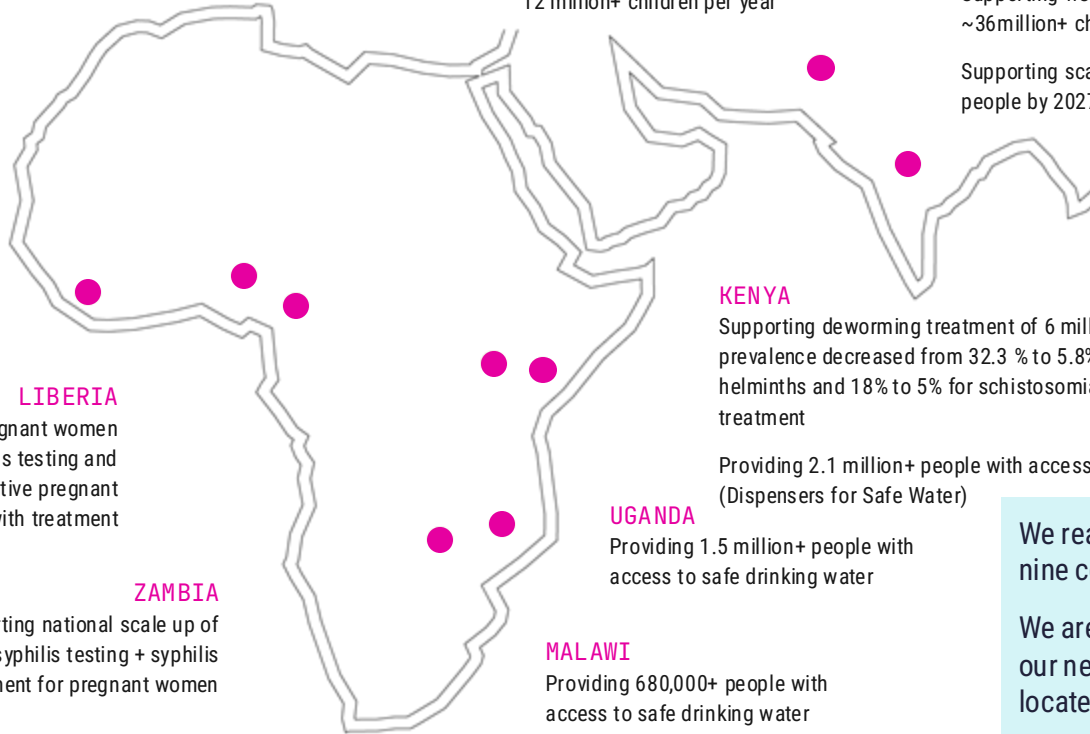 12 million+ children per year
~36million+ ch
Supporting sca
people by 2027
KENYA
Supporting deworming treatment of 6 mill
prevalence decreased from 32.3 % to 5.8%
helminths and 18% to 5% for schistosomia
treatment
Providing 2.1 million+ people with access
(Dispensers for Safe Water)
LIBERIA
gnant women
s testing and
tive pregnant
with treatment
UGANDA
Providing 1.5 million+ people with
access to safe drinking water
ZAMBIA
ting national scale up of
syphilis testing + syphilis
ent for pregnant women
MALAWI
Providing 680,000+ people with
access to safe drinking water
We rea
nine c
We are
our ne
locate